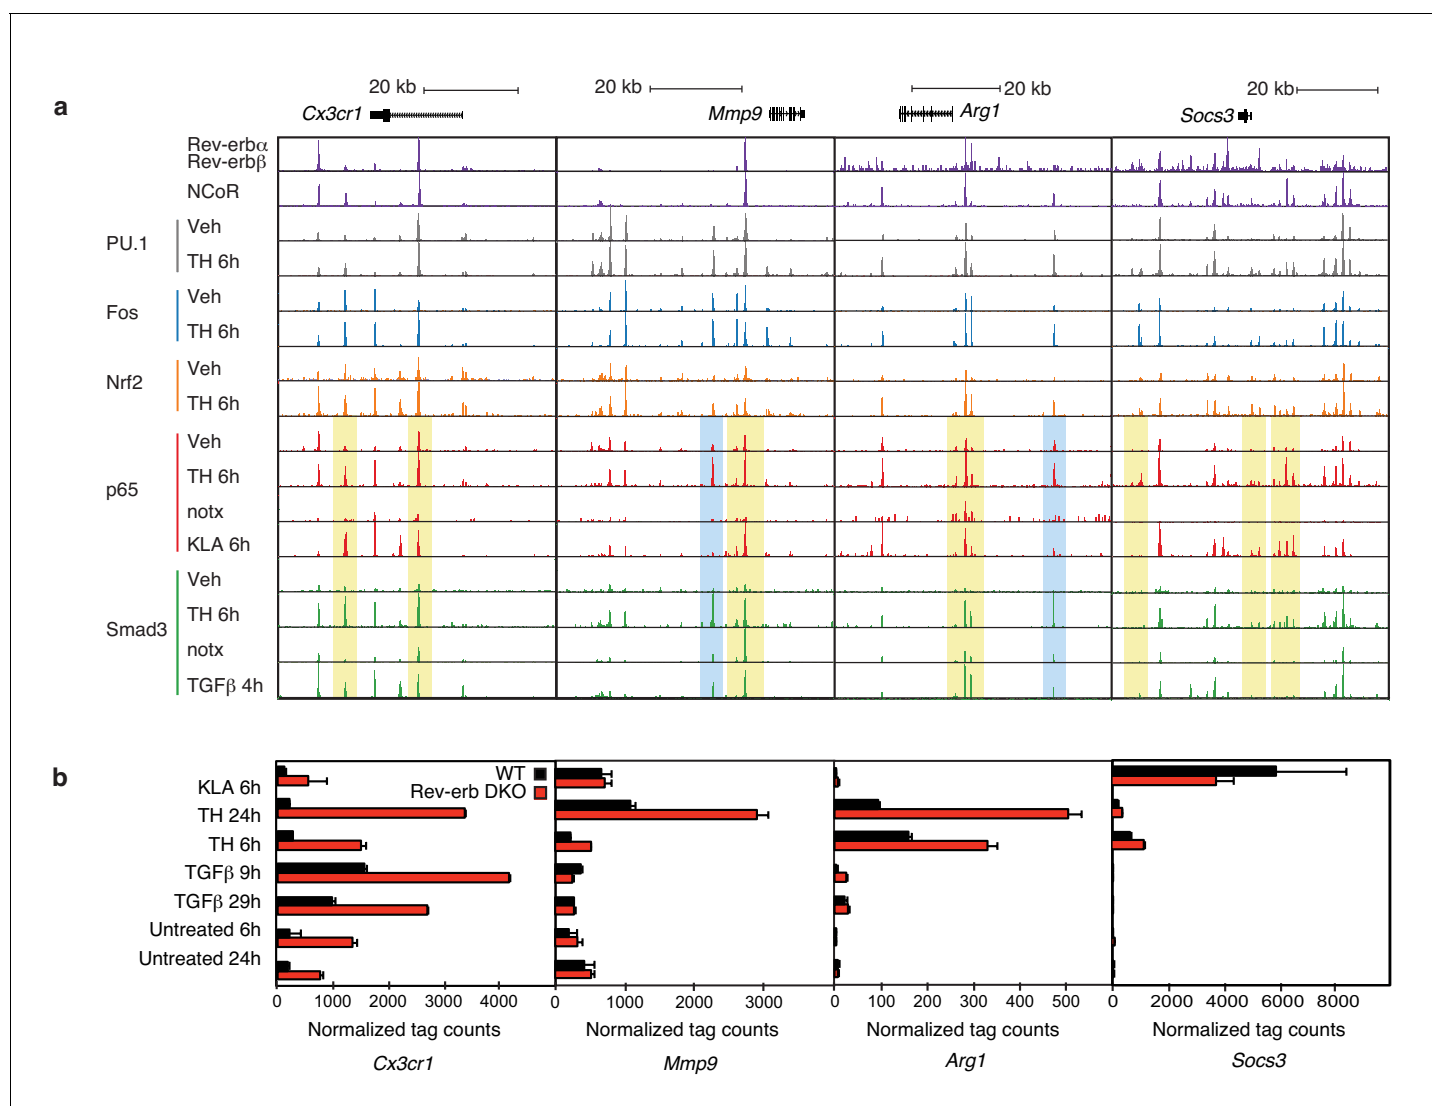 a
20 kb
20 kb
20 kb
20 kb
Cx3cr1
Mmp9
Arg1
Socs3
Rev-erbα
Rev-erbβ
NCoR
PU.1
Veh
TH 6h
Fos
Veh
TH 6h
Nrf2
Veh
TH 6h
p65
Veh
TH 6h
notx
KLA 6h
Smad3
Veh
TH 6h
notx
TGFβ 4h
b
WT
Rev-erb DKO
KLA 6h
TH 24h
TH 6h
TGFβ 9h
TGFβ 29h
Untreated 6h
Untreated 24h
0 1000 2000 3000 4000
0 1000 2000 3000
0 100 200 300 400 500
0 2000 4000 6000 8000
Normalized tag counts
Normalized tag counts
Normalized tag counts
Normalized tag counts
Cx3cr1
Mmp9
Arg1
Socs3